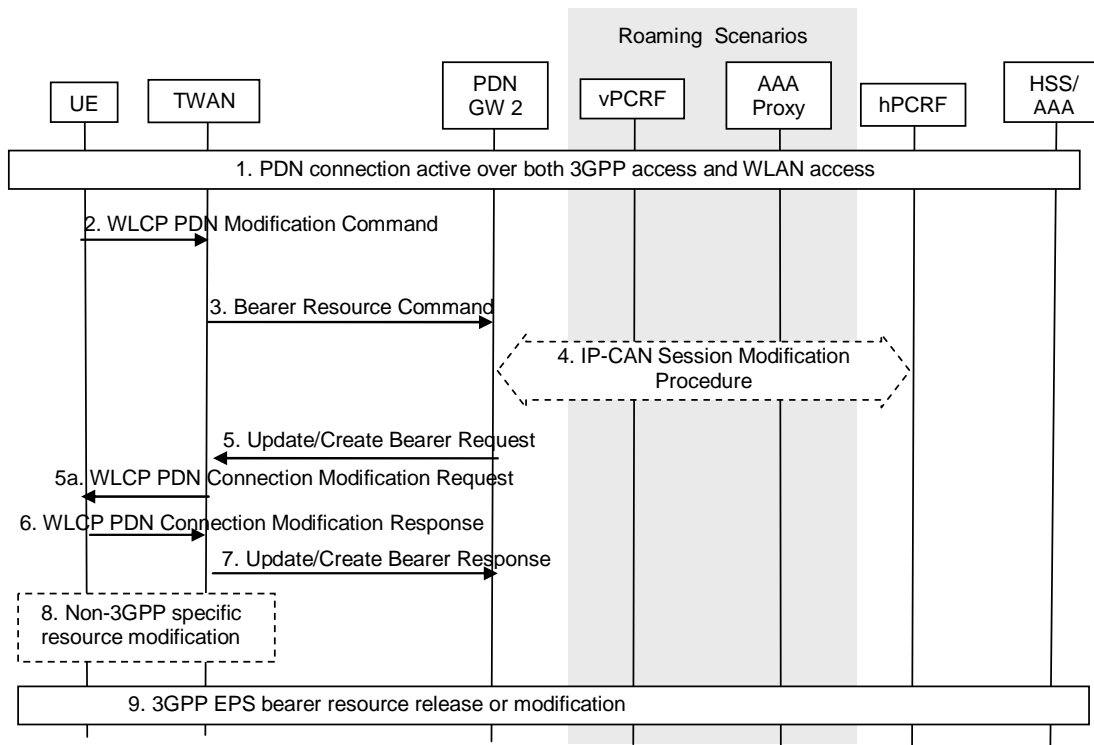 Roaming Scenarios
UE
TWAN
PDN
GW 2
vPCRF
AAA
Proxy
hPCRF
HSS/
AAA
1. PDN connection active over both 3GPP access and WLAN access
2. WLCP PDN Modification Command
3. Bearer Resource Command
4. IP-CAN Session Modification
Procedure
5. Update/Create Bearer Request
5a. WLCP PDN Connection Modification Request
6. WLCP PDN Connection Modification Response
7. Update/Create Bearer Response
8. Non-3GPP specific
resource modification
9. 3GPP EPS bearer resource release or modification